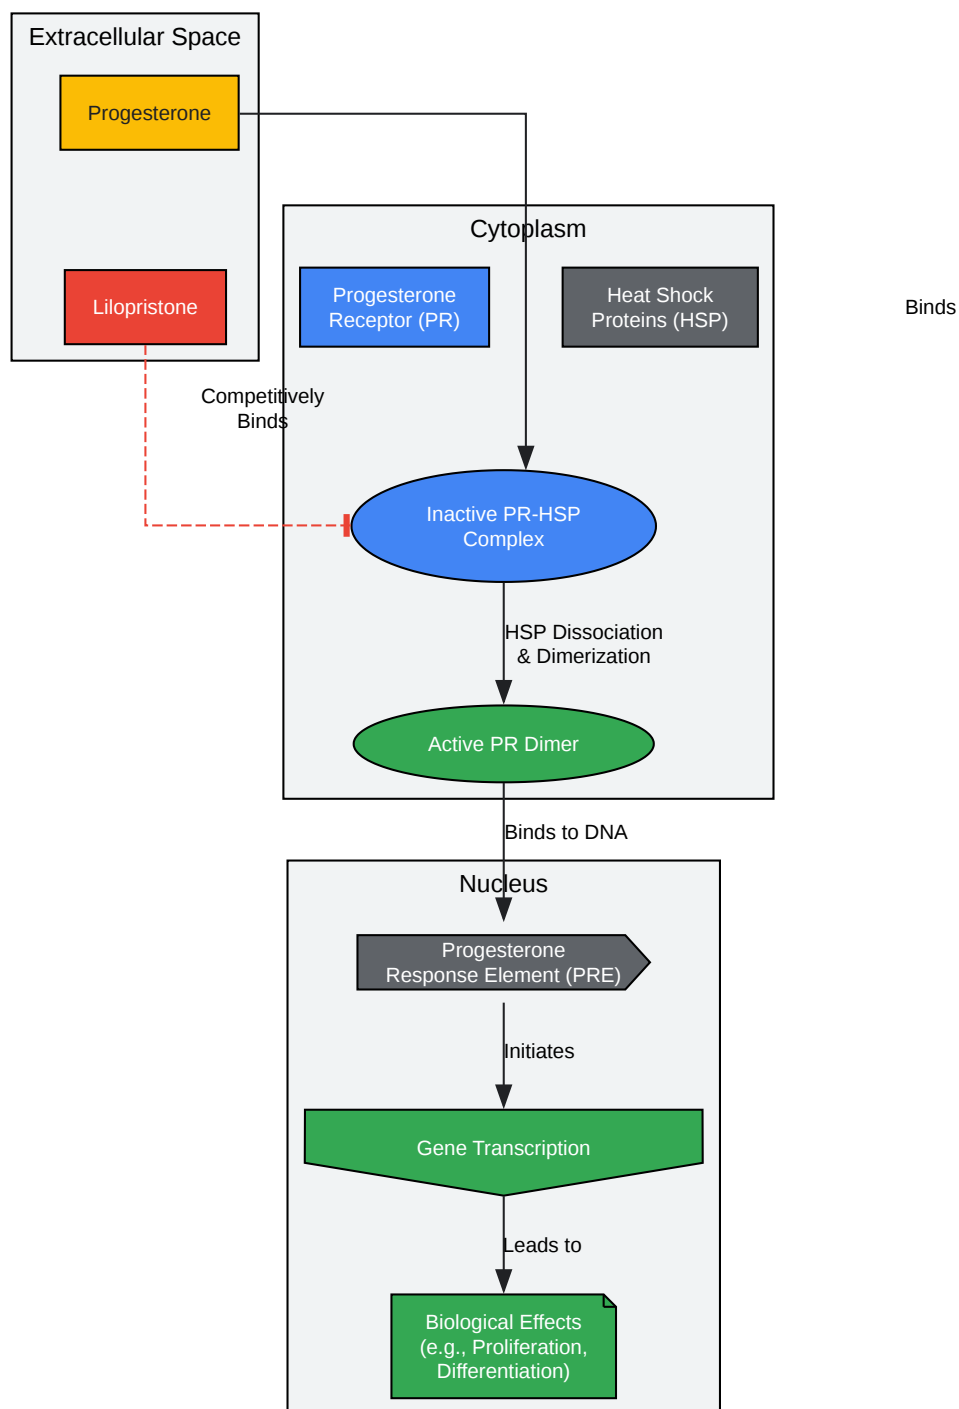 Extracellular Space
Progesterone
Cytoplasm
Progesterone
Receptor (PR)
Heat Shock
Proteins (HSP)
Lilopristone
Binds
Competitively
Binds
Inactive PR-HSP
Complex
HSP Dissociation
& Dimerization
Active PR Dimer
Binds to DNA
Nucleus
Progesterone
Response Element (PRE)
Initiates
Gene Transcription
Leads to
Biological Effects
(e.g., Proliferation,
Differentiation)